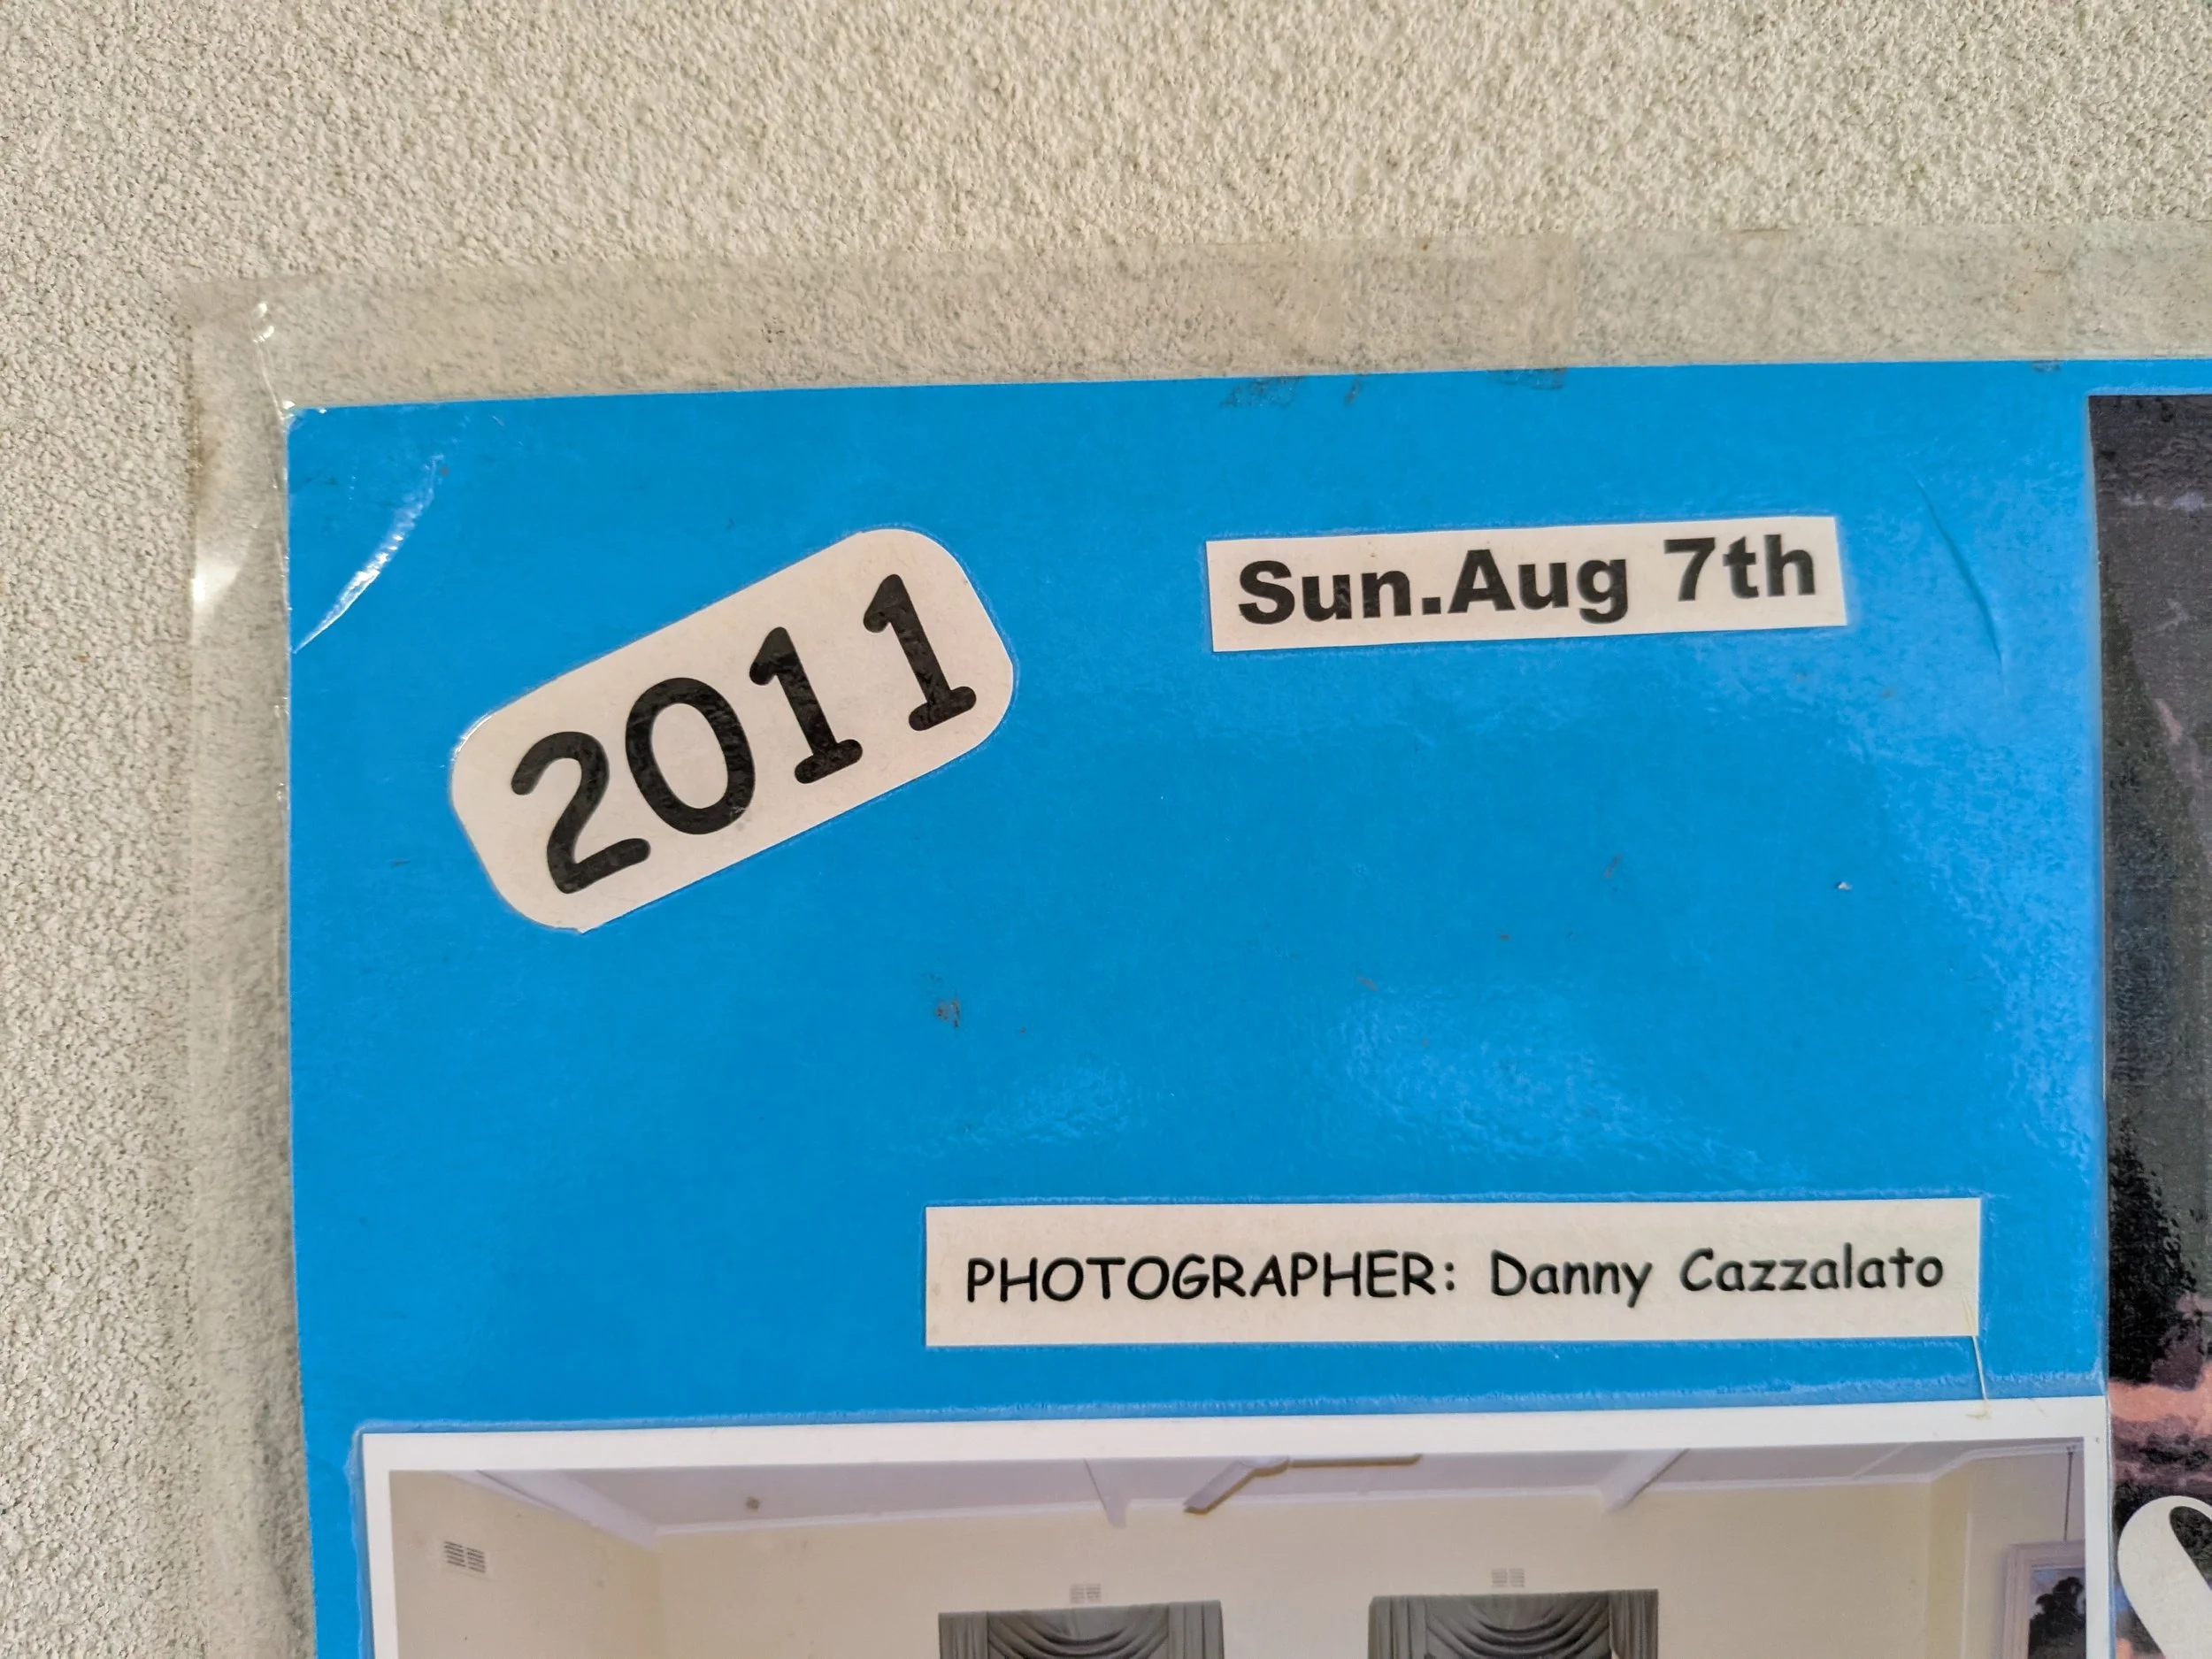 2011
Sun.Aug 7th
PHOTOGRAPHER: Danny Cazzalato